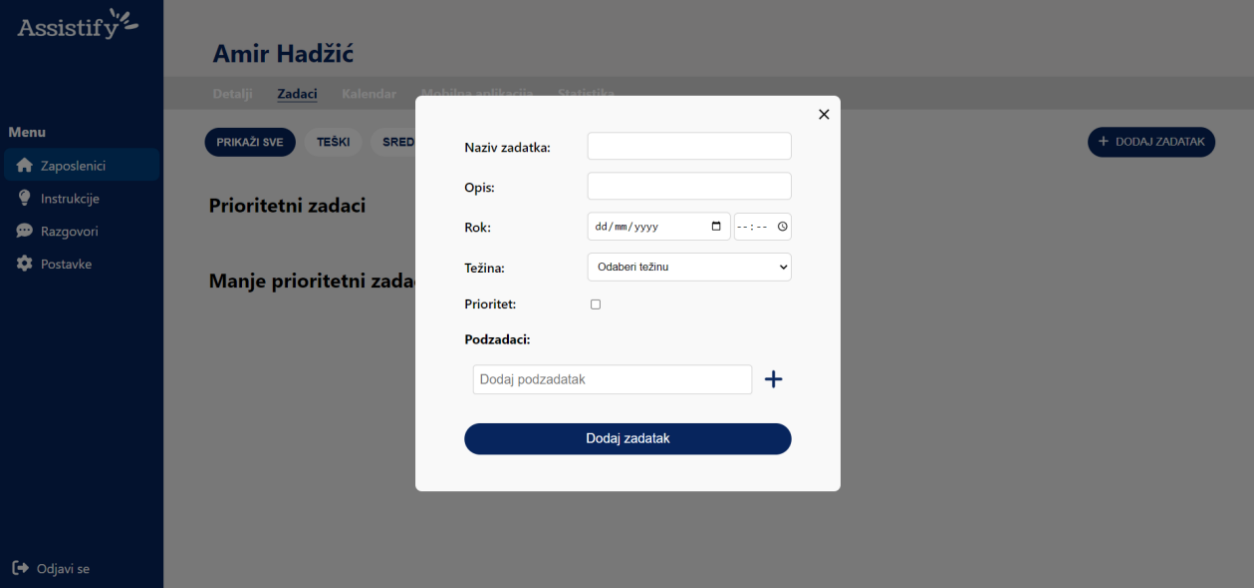 Assistify
Menu
Zaposlenici
Instrukcije
Razgovori
Postavke
Odjavi se
Amir Hadžić
Detalji Zadaci Kalendar Mobilna aplikacija Statistika
PRIKAŽI SVE TEŠKI SRED
+ DODAJ ZADATAK
Prioritetni zadaci
Manje prioritetni zada
Naziv zadatka:
Opis:
Rok: dd/mm/yyyy --:--
Težina: Odaberi težinu
Prioritet:
Podzadaci:
Dodaj podzadatak
Dodaj zadatak